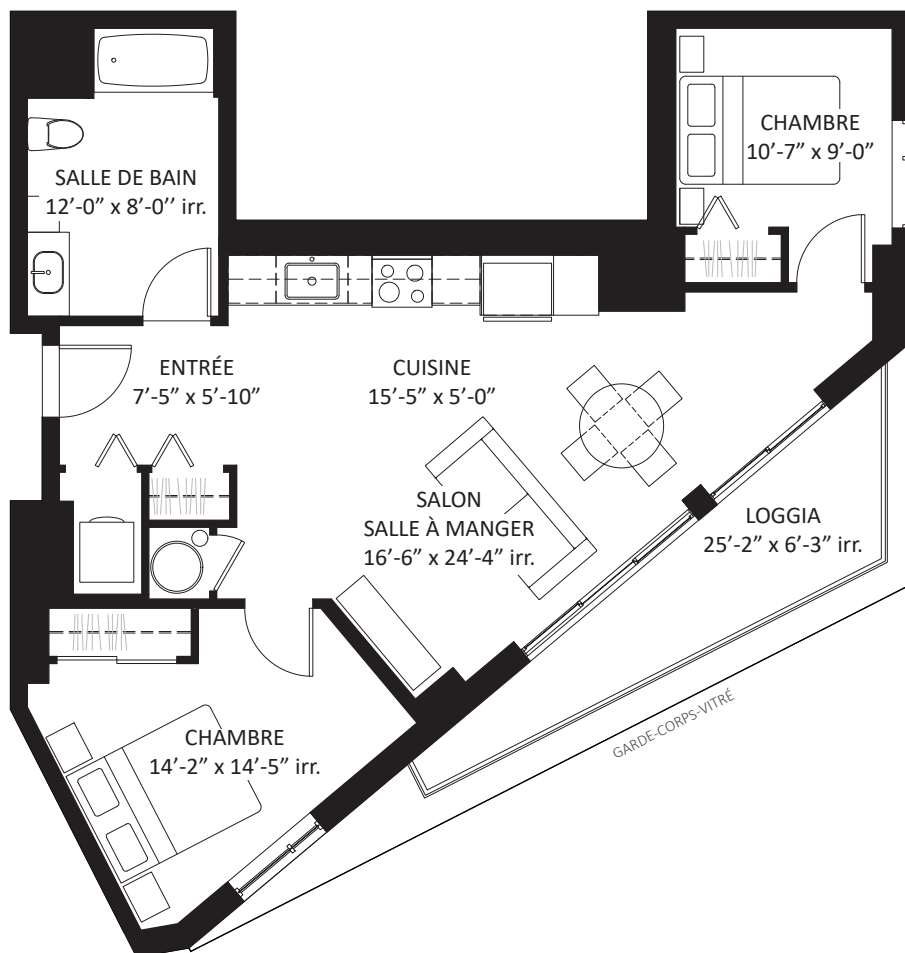 CHAMBRE
10’-7” x 9’-0”
SALLE DE BAIN
12’-0” x 8’-0’’ irr.
ENTRÉE
7’-5” x 5’-10”
CUISINE
15’-5” x 5’-0”
SALON
SALLE À MANGER
16’-6” x 24’-4” irr.
LOGGIA
25’-2” x 6’-3” irr.
GARDE-CORPS-VITRÉ
CHAMBRE
14’-2” x 14’-5” irr.